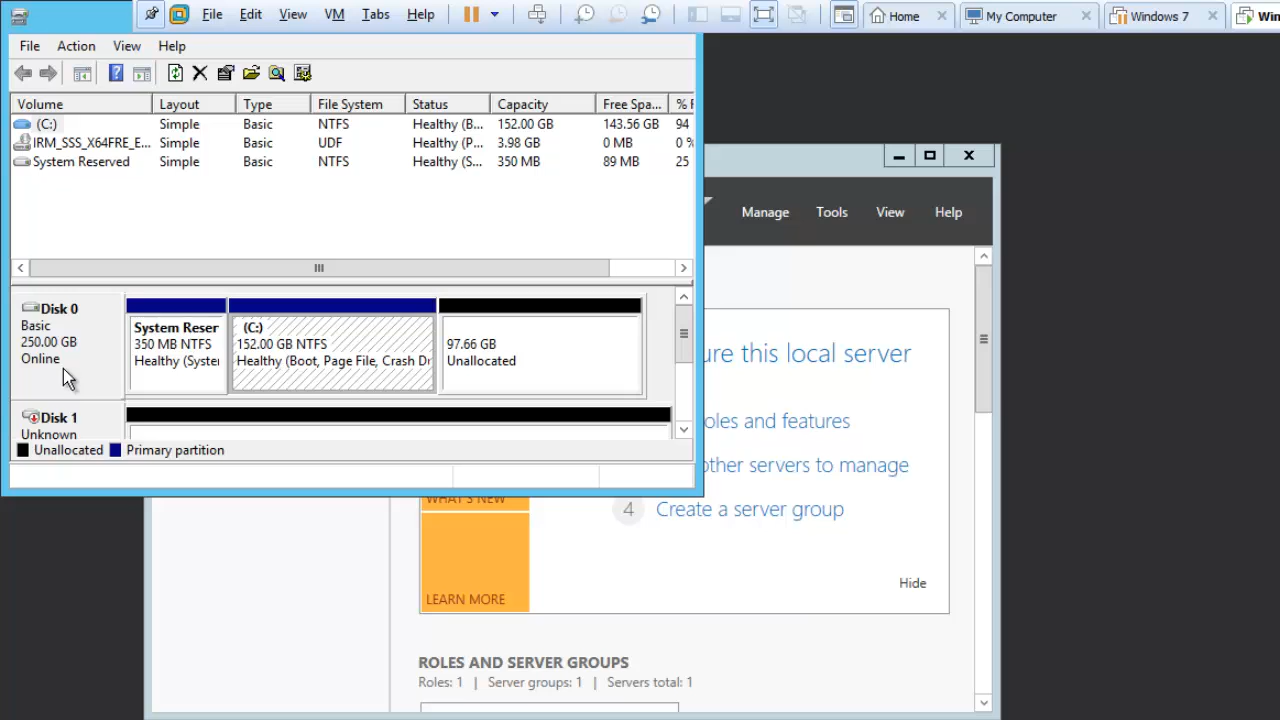 File Edit View VM Tabs Help
Home My Computer Windows 7
File Action View Help
Volume Layout Type File System Status Capacity Free Spa... %
(C:) Simple Basic NTFS Healthy (B... 152.00 GB 143.56 GB 94
IRM_SSS_X64FRE_E... Simple Basic UDF Healthy (P... 3.98 GB 0 MB 0 %
System Reserved Simple Basic NTFS Healthy (S... 350 MB 89 MB 25
Manage Tools View Help
Disk 0
Basic
250.00 GB
Online
System Reser
350 MB NTFS
Healthy (Syster
(C:)
152.00 GB NTFS
Healthy (Boot, Page File, Crash Du
97.66 GB
Unallocated
Disk 1
Unknown
Unallocated Primary partition
ure this local server
oles and features
other servers to manage
4 Create a server group
WHAT'S NEW
LEARN MORE
Hide
ROLES AND SERVER GROUPS
Roles: 1 | Server groups: 1 | Servers total: 1